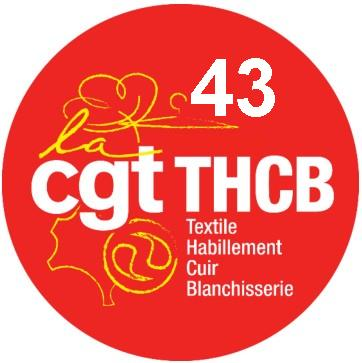 43
la
cgt THCB
Textile
Habillement
Cuir
Blanchisserie